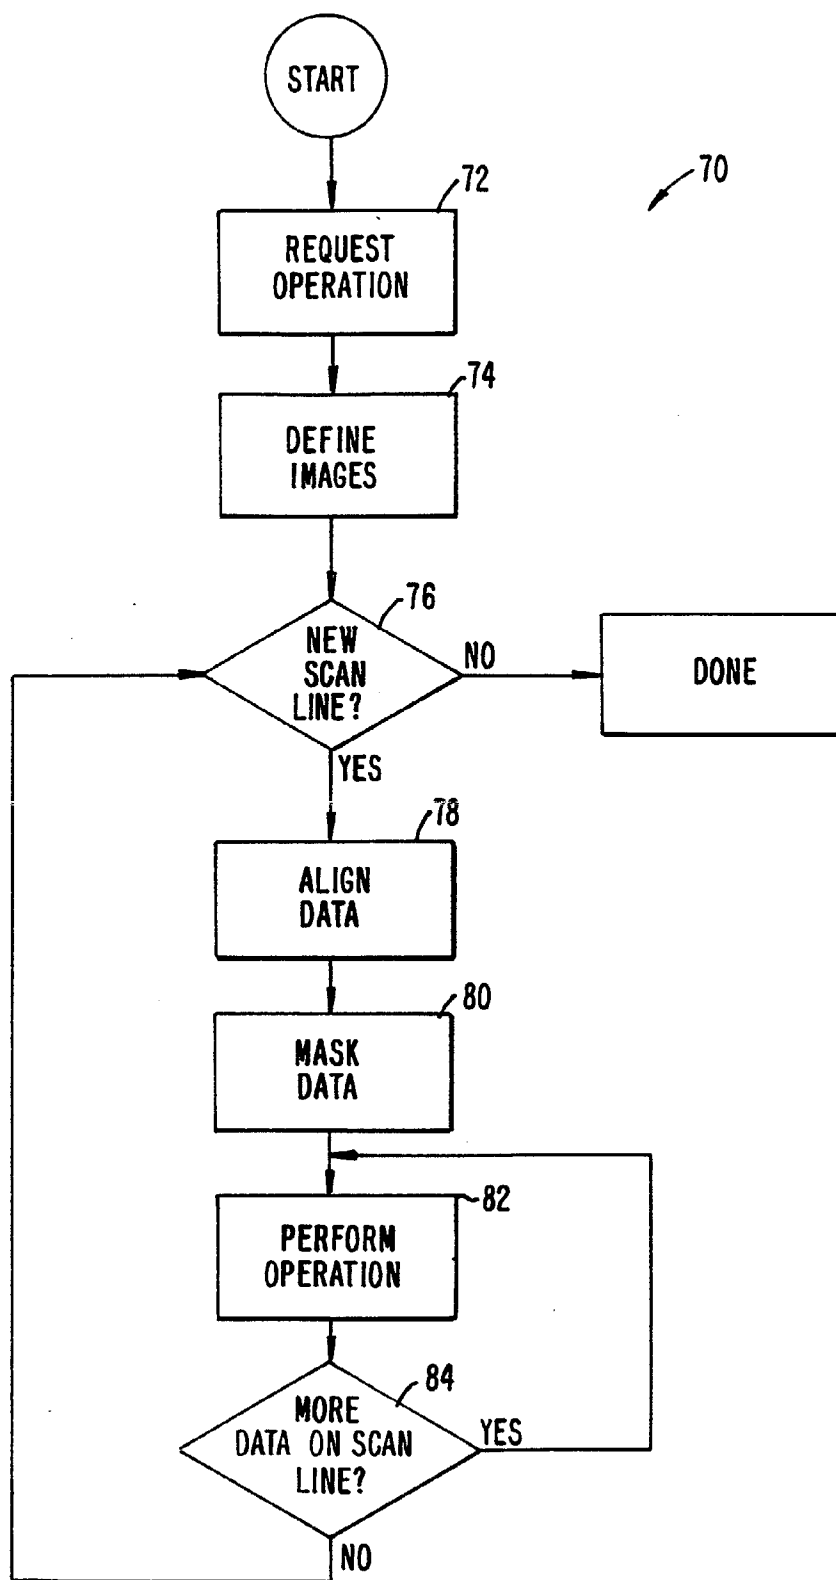 START
70
72
REQUEST
OPERATION
74
DEFINE
IMAGES
76
NEW
SCAN
LINE?
NO
DONE
YES
78
ALIGN
DATA
80
MASK
DATA
82
PERFORM
OPERATION
84
MORE
DATA ON SCAN
LINE?
YES
NO